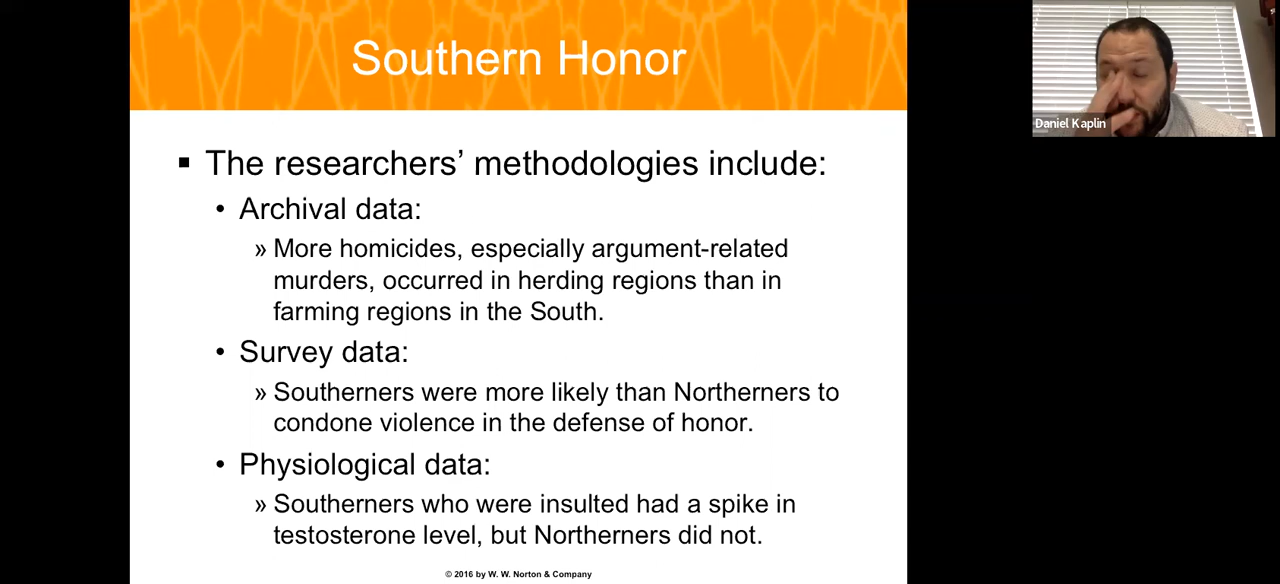 Southern Honor
Daniel Kaplin
▪ The researchers’ methodologies include:
• Archival data:
» More homicides, especially argument-related
murders, occurred in herding regions than in
farming regions in the South.
• Survey data:
» Southerners were more likely than Northerners to
condone violence in the defense of honor.
• Physiological data:
» Southerners who were insulted had a spike in
testosterone level, but Northerners did not.
© 2016 by W. W. Norton & Company